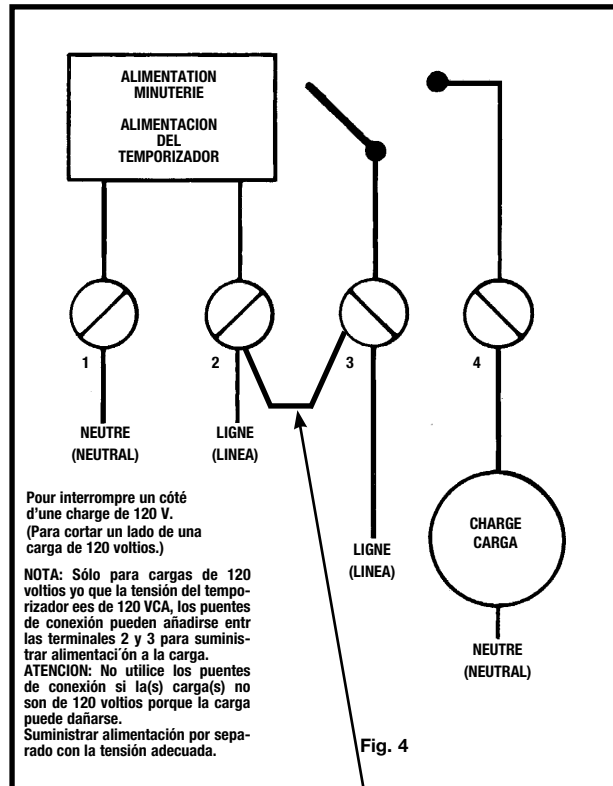 ALIMENTATION
MINUTERIE
ALIMENTACION
DEL
TEMPORIZADOR
1
2
3
4
NEUTRE
(NEUTRAL)
LIGNE
(LINEA)
LIGNE
(LINEA)
CHARGE
CARGA
NEUTRE
(NEUTRAL)
Pour interrompre un côté
d'une charge de 120 V.
(Para cortar un lado de una
carga de 120 voltios.)
NOTA: Sólo para cargas de 120
voltios yo que la tensión del tempo-
rizador ees de 120 VCA, los puentes
de conexión pueden añadirse entr
las terminales 2 y 3 para suminis-
trar alimentaci´ón a la carga.
ATENCION: No utilice los puentes
de conexión si la(s) carga(s) no
son de 120 voltios porque la carga
puede dañarse.
Suministrar alimentación por sepa-
rado con la tensión adecuada.
Fig. 4